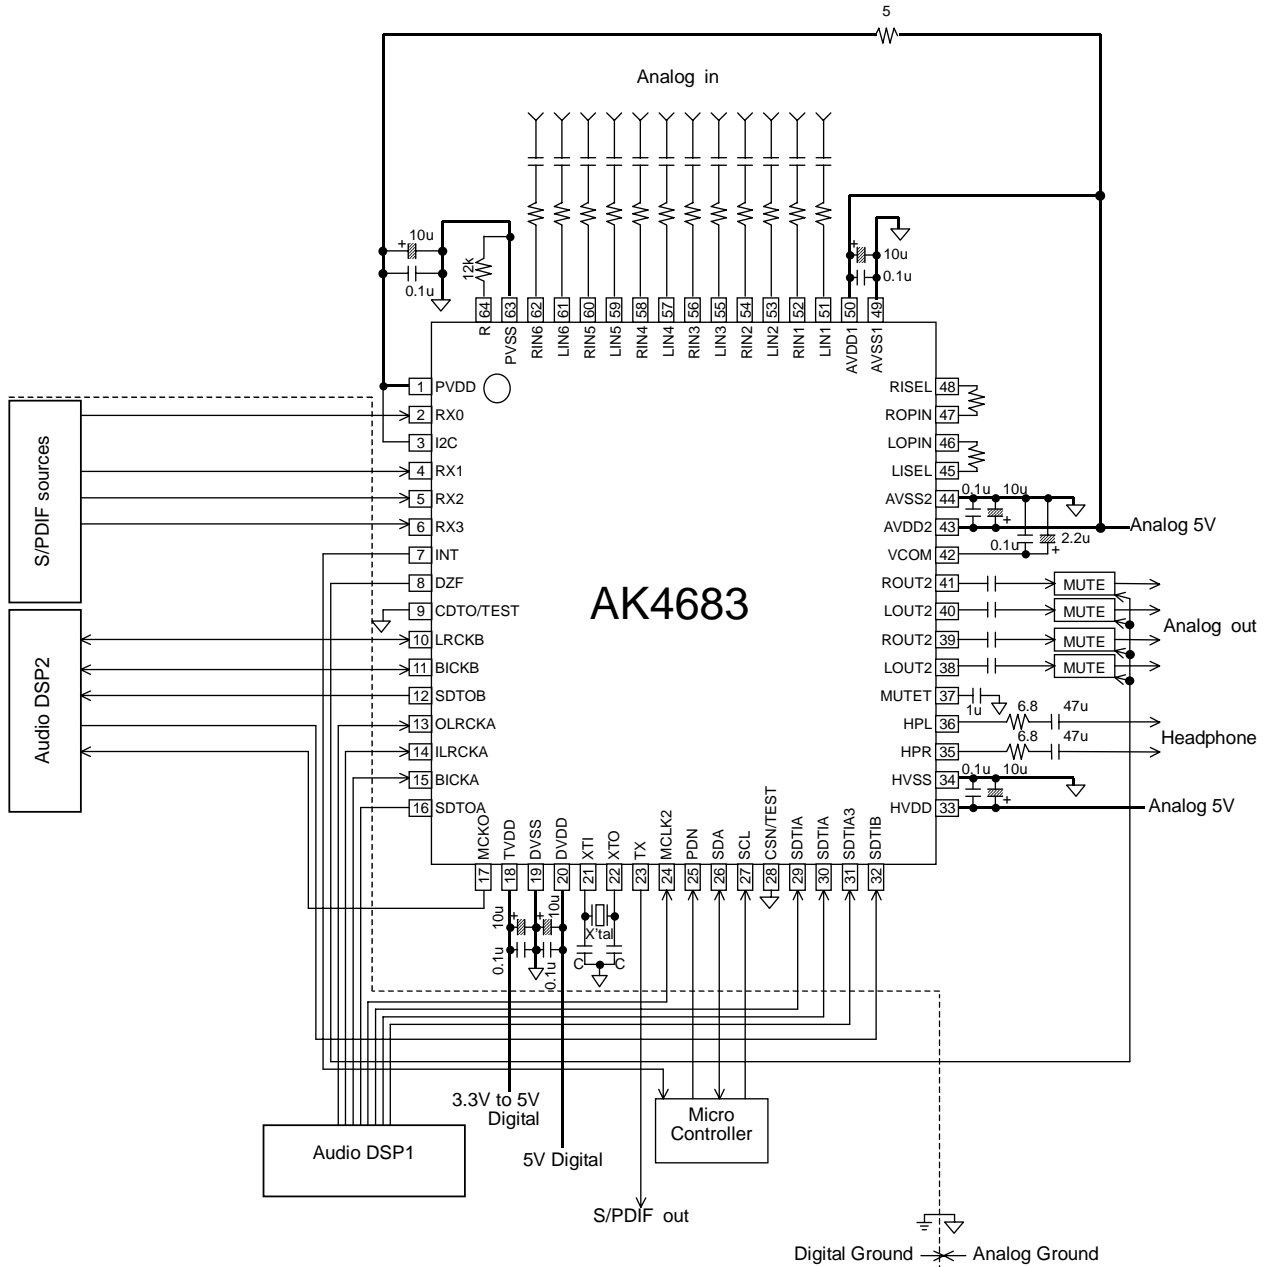 5
Analog in
10u
0.1u
12k
10u
0.1u
64
63
62
61
60
59
58
57
56
55
54
53
52
51
50
49
R
PVSS
RIN6
LIN6
RIN5
LIN5
RIN4
LIN4
RIN3
LIN3
RIN2
LIN2
RIN1
LIN1
AVDD1
AVSS1
S/PDIF sources
Audio DSP2
1 PVDD
2 RX0
3 I2C
4 RX1
5 RX2
6 RX3
7 INT
8 DZF
9 CDTO/TEST
10 LRCKB
11 BICKB
12 SDTOB
13 OLRCKA
14 ILRCKA
15 BICKA
16 SDTOA
AK4683
RISEL 48
ROPIN 47
LOPIN 46
LISEL 45
AVSS2 44
AVDD2 43
VCOM 42
ROUT2 41
LOUT2 40
ROUT2 39
LOUT2 38
MUTET 37
HPL 36
HPR 35
HVSS 34
HVDD 33
0.1u 10u
Analog 5V
0.1u
2.2u
MUTE
MUTE
MUTE
MUTE
Analog out
1u
6.8 47u
6.8 47u
Headphone
0.1u 10u
Analog 5V
MCKO
TVDD
DVSS
DVDD
XTI
XTO
TX
MCLK2
PDN
SDA
SCL
CSN/TEST
SDTIA
SDTIA
SDTIA3
SDTIB
17
18
19
20
21
22
23
24
25
26
27
28
29
30
31
32
10u
10u
0.1u
0.1u
X'tal
C
C
3.3V to 5V
Digital
5V Digital
Micro
Controller
Audio DSP1
S/PDIF out
Digital Ground
Analog Ground